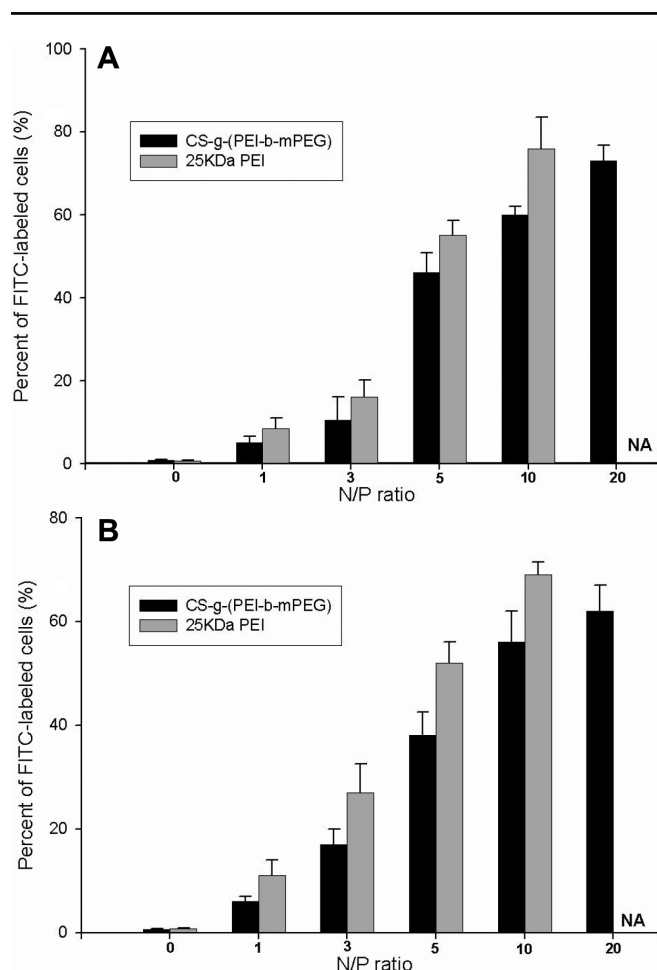 A
Percent of FITC-labeled cells (%)
100
80
60
40
20
0
CS-g-(PEI-b-mPEG)
25KDa PEI
NA
0 1 3 5 10 20
N/P ratio
B
Percent of FITC-labeled cells (%)
80
60
40
20
0
CS-g-(PEI-b-mPEG)
25KDa PEI
NA
0 1 3 5 10 20
N/P ratio